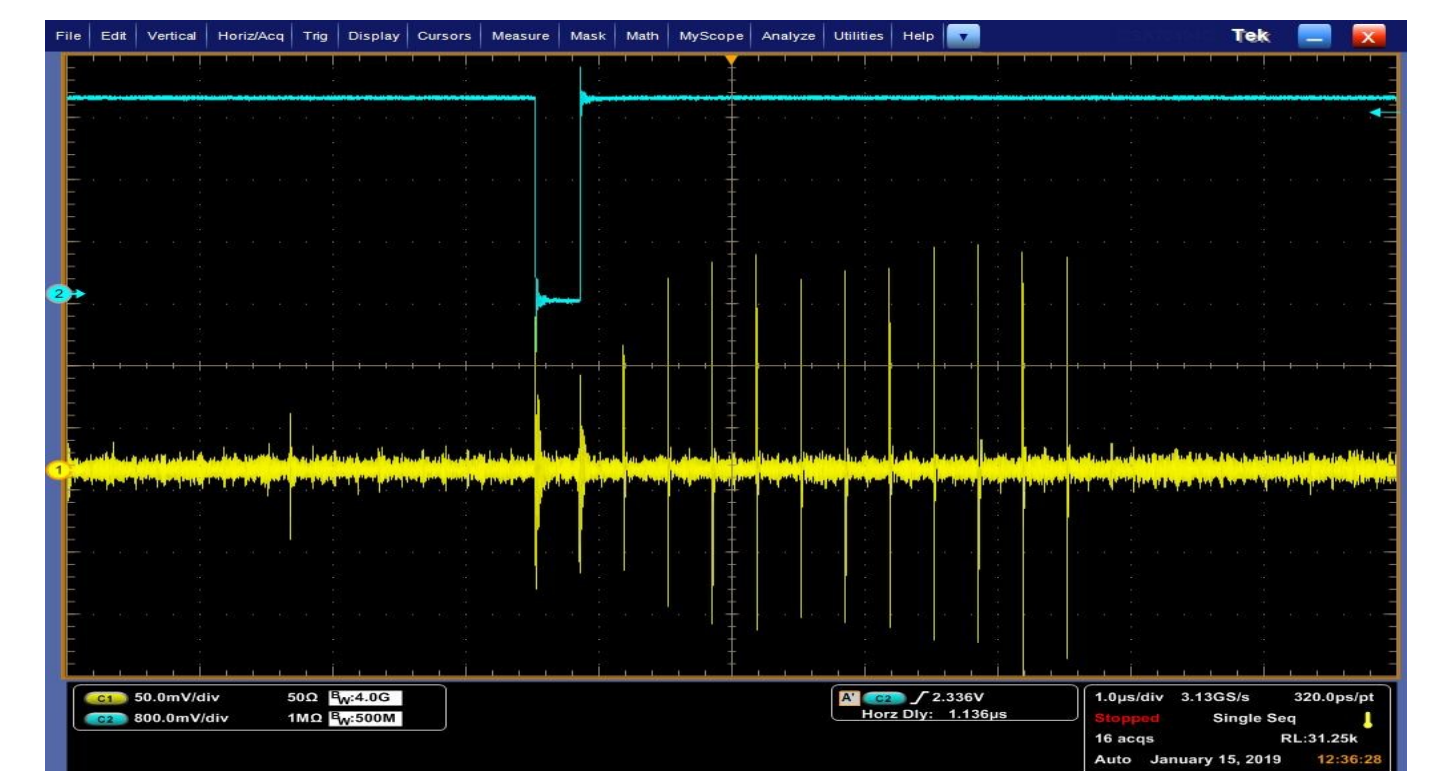 File Edit Vertical Horiz/Acq Trig Display Cursors Measure Mask Math MyScope Analyze Utilities Help Tek X
2
1
C1 50.0mV/div 50Ω BW:4.0G
C2 800.0mV/div 1MΩ BW:500M
A' C2 2.336V
Horz Dly: 1.136µs
1.0µs/div 3.13GS/s 320.0ps/pt
Stopped Single Seq
16 acqs RL:31.25k
Auto January 15, 2019 12:36:28